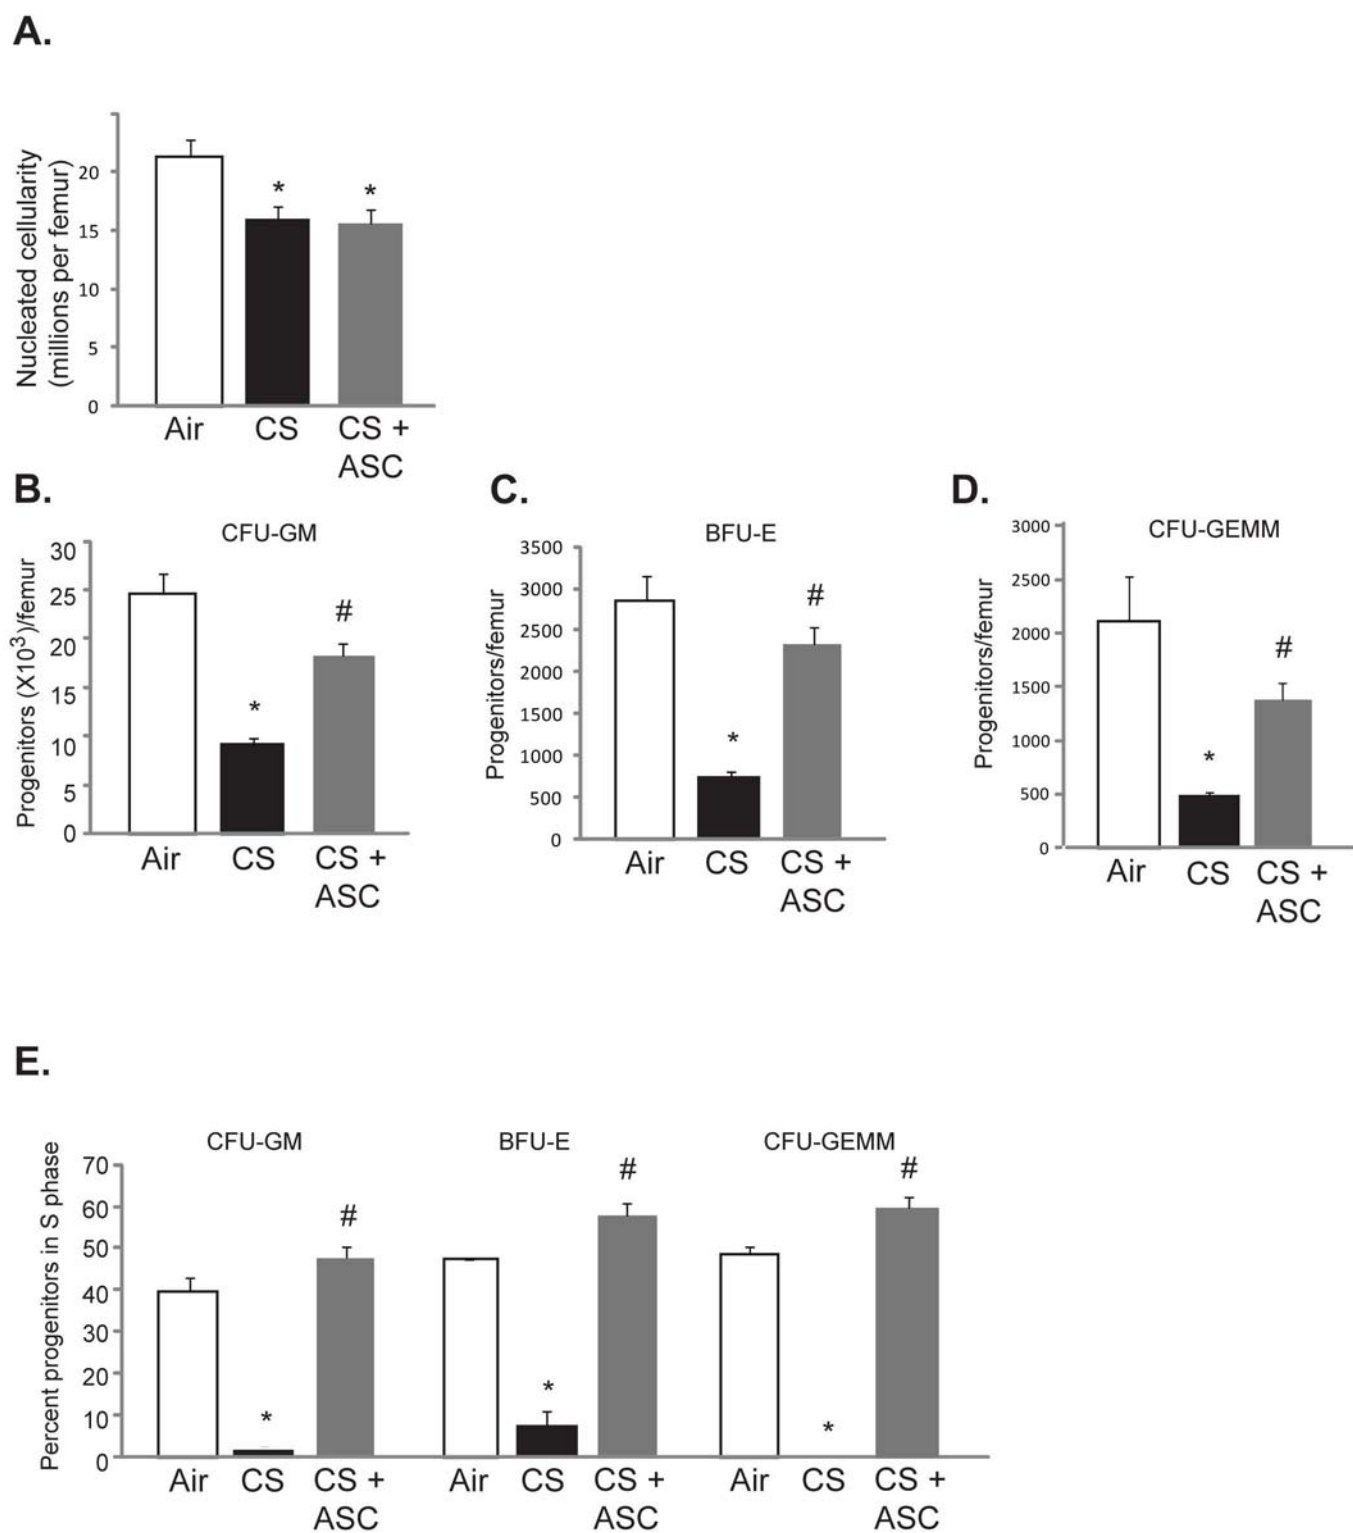 A.
Nucleated cellularity
(millions per femur)
20
15
10
5
0
*
*
Air
CS
CS +
ASC
B.
CFU-GM
Progenitors (X10³)/femur
30
25
20
15
10
5
0
*
#
Air
CS
CS +
ASC
C.
BFU-E
Progenitors/femur
3500
3000
2500
2000
1500
1000
500
0
*
#
Air
CS
CS +
ASC
D.
CFU-GEMM
Progenitors/femur
3000
2500
2000
1500
1000
500
0
*
#
Air
CS
CS +
ASC
E.
Percent progenitors in S phase
70
60
50
40
30
20
10
0
CFU-GM
*
#
Air
CS
CS +
ASC
BFU-E
*
#
Air
CS
CS +
ASC
CFU-GEMM
*
#
Air
CS
CS +
ASC